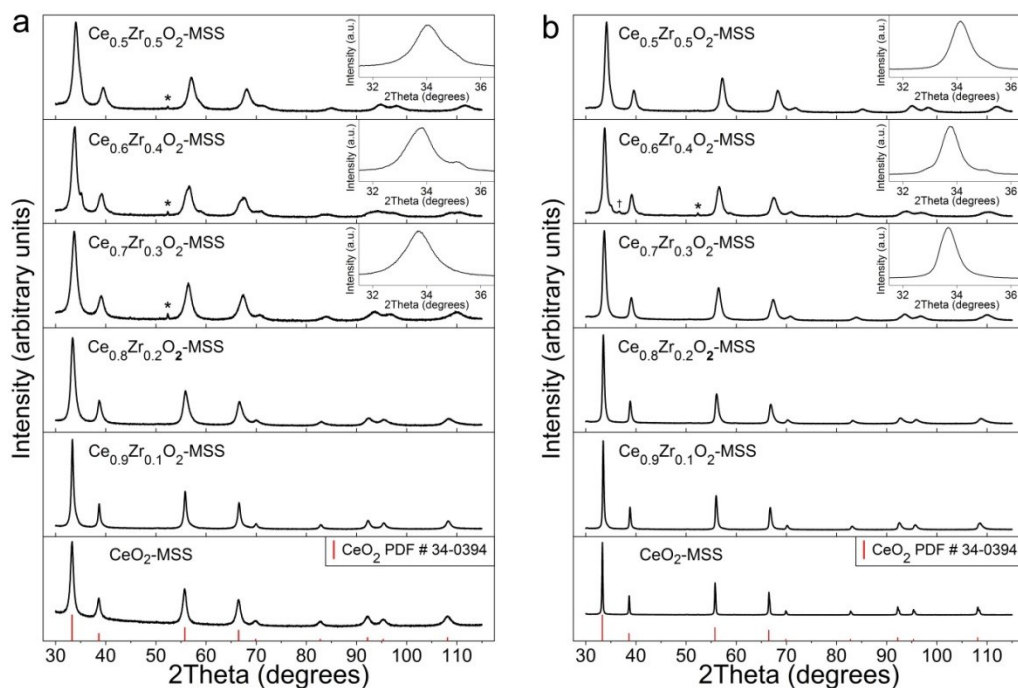 a
Intensity (arbitrary units)
Ce0.5Zr0.5O2-MSS
*
Intensity (a.u.)
32 34 36
2Theta (degrees)
Ce0.6Zr0.4O2-MSS
*
Intensity (a.u.)
32 34 36
2Theta (degrees)
Ce0.7Zr0.3O2-MSS
*
Intensity (a.u.)
32 34 36
2Theta (degrees)
Ce0.8Zr0.2O2-MSS
Ce0.9Zr0.1O2-MSS
CeO2-MSS
CeO2 PDF # 34-0394
30 40 50 60 70 80 90 100 110
2Theta (degrees)
b
Intensity (arbitrary units)
Ce0.5Zr0.5O2-MSS
Intensity (a.u.)
32 34 36
2Theta (degrees)
Ce0.6Zr0.4O2-MSS
† *
Intensity (a.u.)
32 34 36
2Theta (degrees)
Ce0.7Zr0.3O2-MSS
Intensity (a.u.)
32 34 36
2Theta (degrees)
Ce0.8Zr0.2O2-MSS
Ce0.9Zr0.1O2-MSS
CeO2-MSS
CeO2 PDF # 34-0394
30 40 50 60 70 80 90 100 110
2Theta (degrees)